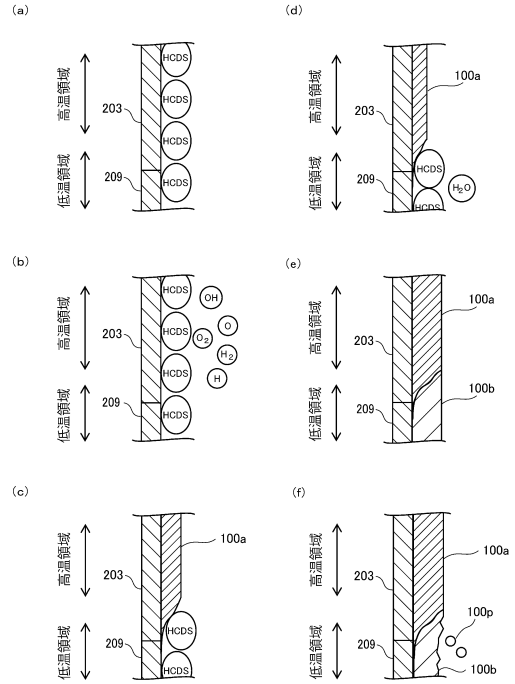 (a)
高温領域
低温領域
203
209
HCDS
HCDS
HCDS
HCDS
(b)
高温領域
低温領域
203
209
HCDS
HCDS
HCDS
HCDS
OH
O
O2
H2
H
(c)
高温領域
低温領域
203
209
100a
HCDS
HCDS
(d)
高温領域
低温領域
203
209
100a
HCDS
HCDS
H2O
(e)
高温領域
低温領域
203
209
100a
100b
(f)
高温領域
低温領域
203
209
100a
100p
100b